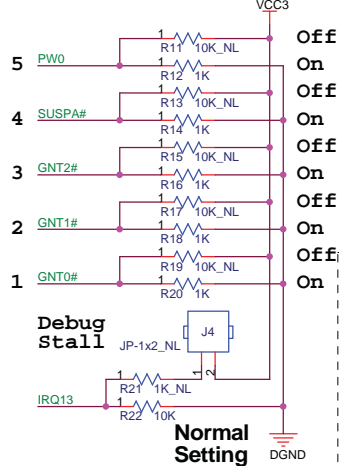 VCC3
1 R11 10K_NL Off
5 PW0 1 R12 1K On
1 R13 10K_NL Off
4 SUSPA# 1 R14 1K On
1 R15 10K_NL Off
3 GNT2# 1 R16 1K On
1 R17 10K_NL Off
2 GNT1# 1 R18 1K On
1 R19 10K_NL Off
1 GNT0# 1 R20 1K On
Debug
Stall
J4
JP-1x2_NL
1 2
1 R21 1K_NL
IRQ13 1 R22 10K
Normal
Setting
DGND